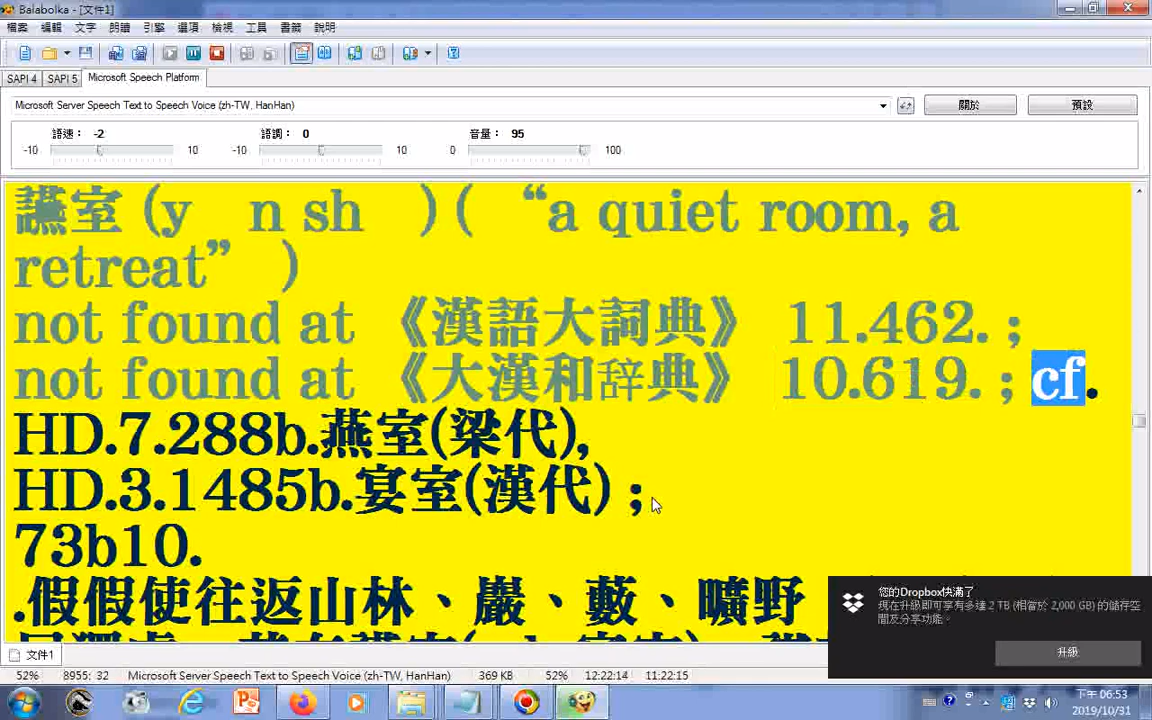 Balabolka - [文件1]
檔案 編輯 文字 朗讀 引擎 選項 檢視 工具 書籤 說明
SAPI 4 SAPI 5 Microsoft Speech Platform
Microsoft Server Speech Text to Speech Voice (zh-TW, HanHan)
關於 預設
語速： -2 語調： 0 音量： 95
-10 10 -10 10 0 100
讌室 (y n sh )( “a quiet room, a
retreat” )
not found at 《漢語大詞典》 11.462. ;
not found at 《大漢和辞典》 10.619. ; cf.
HD.7.288b.燕室(梁代),
HD.3.1485b.宴室(漢代) ;
73b10.
.假假使往返山林、巖、藪、曠野
您的Dropbox快滿了
現在升級即可享有多達 2 TB (相當於 2,000 GB) 的儲存空
間及分享功能。
升級
文件1
52% 8955: 32 Microsoft Server Speech Text to Speech Voice (zh-TW, HanHan) 369 KB 52% 12:22:14 11:22:15
下午 06:53
2019/10/31